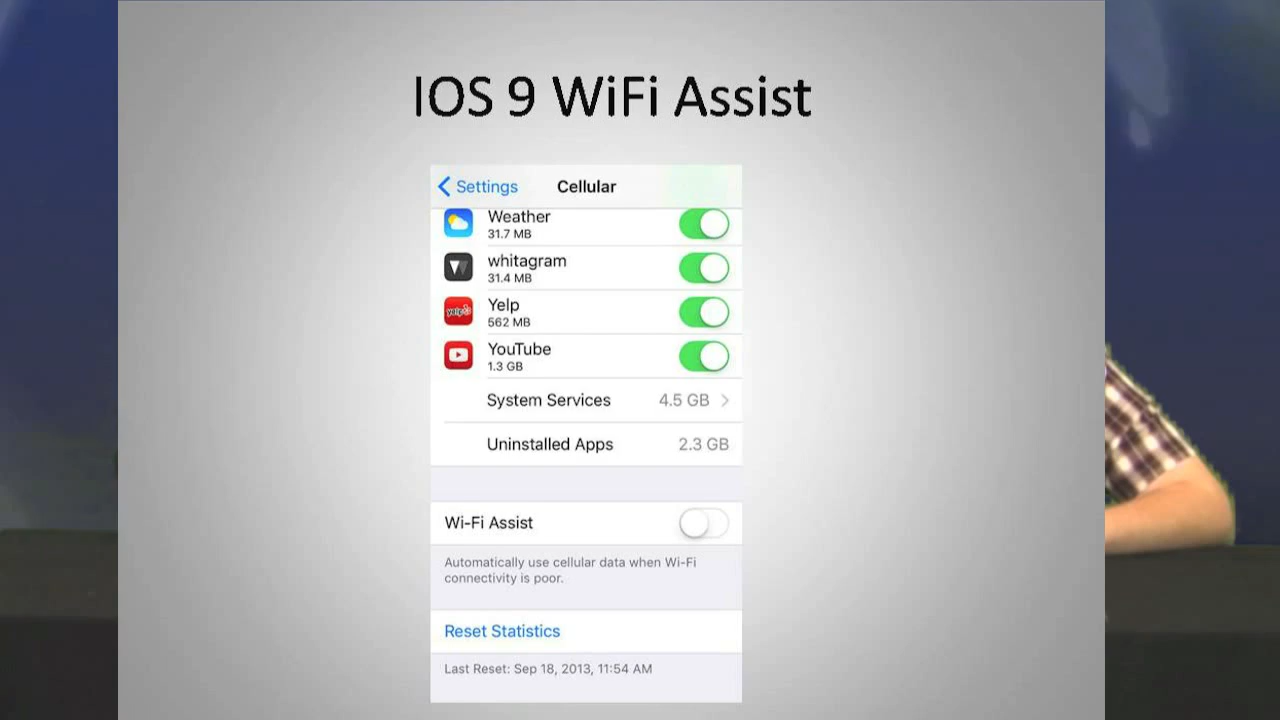 IOS 9 WiFi Assist
Settings Cellular
Weather
31.7 MB
whitagram
31.4 MB
yelp
Yelp
562 MB
YouTube
1.3 GB
System Services 4.5 GB
Uninstalled Apps 2.3 GB
Wi-Fi Assist
Automatically use cellular data when Wi-Fi
connectivity is poor.
Reset Statistics
Last Reset: Sep 18, 2013, 11:54 AM